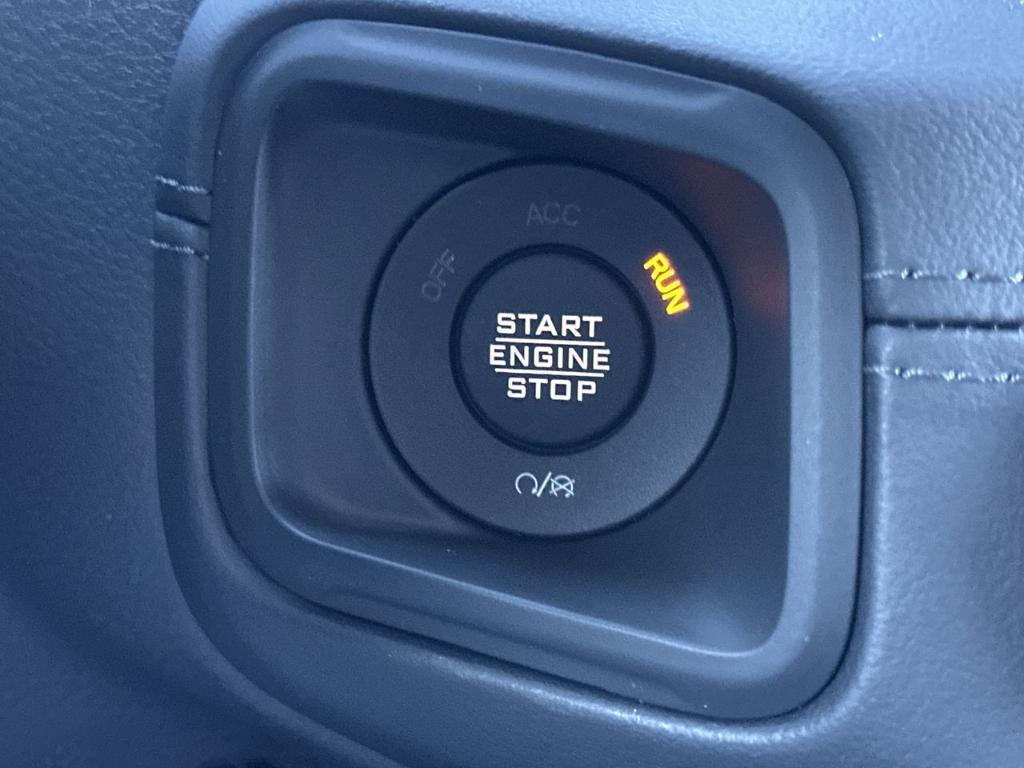 ACC
OFF
RUN
START
ENGINE
STOP